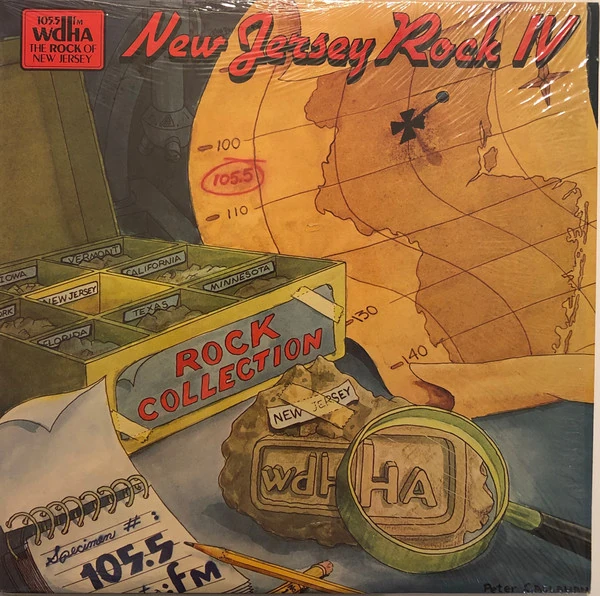 105.5 fm
wdHA
THE ROCK OF
NEW JERSEY
New Jersey Rock IV
100
105.5
110
130
140
IOWA
VERMONT
CALIFORNIA
MINNESOTA
NEW JERSEY
TEXAS
FLORIDA
ROCK
COLLECTION
NEW JERSEY
wdHA
Specimen #:
105.5
FM
Peter